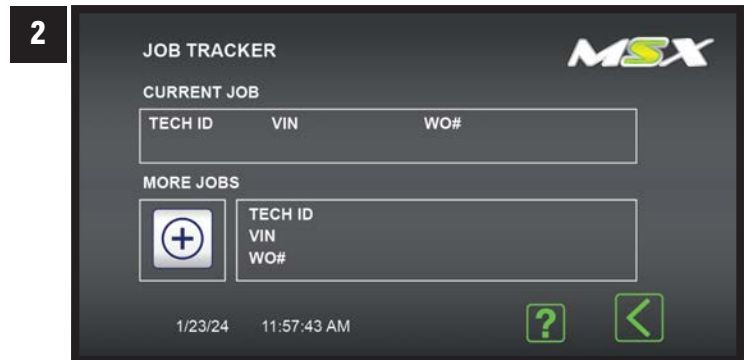 2
JOB TRACKER
MSX
CURRENT JOB
TECH ID VIN WO#
MORE JOBS
TECH ID
VIN
WO#
1/23/24 11:57:43 AM
?